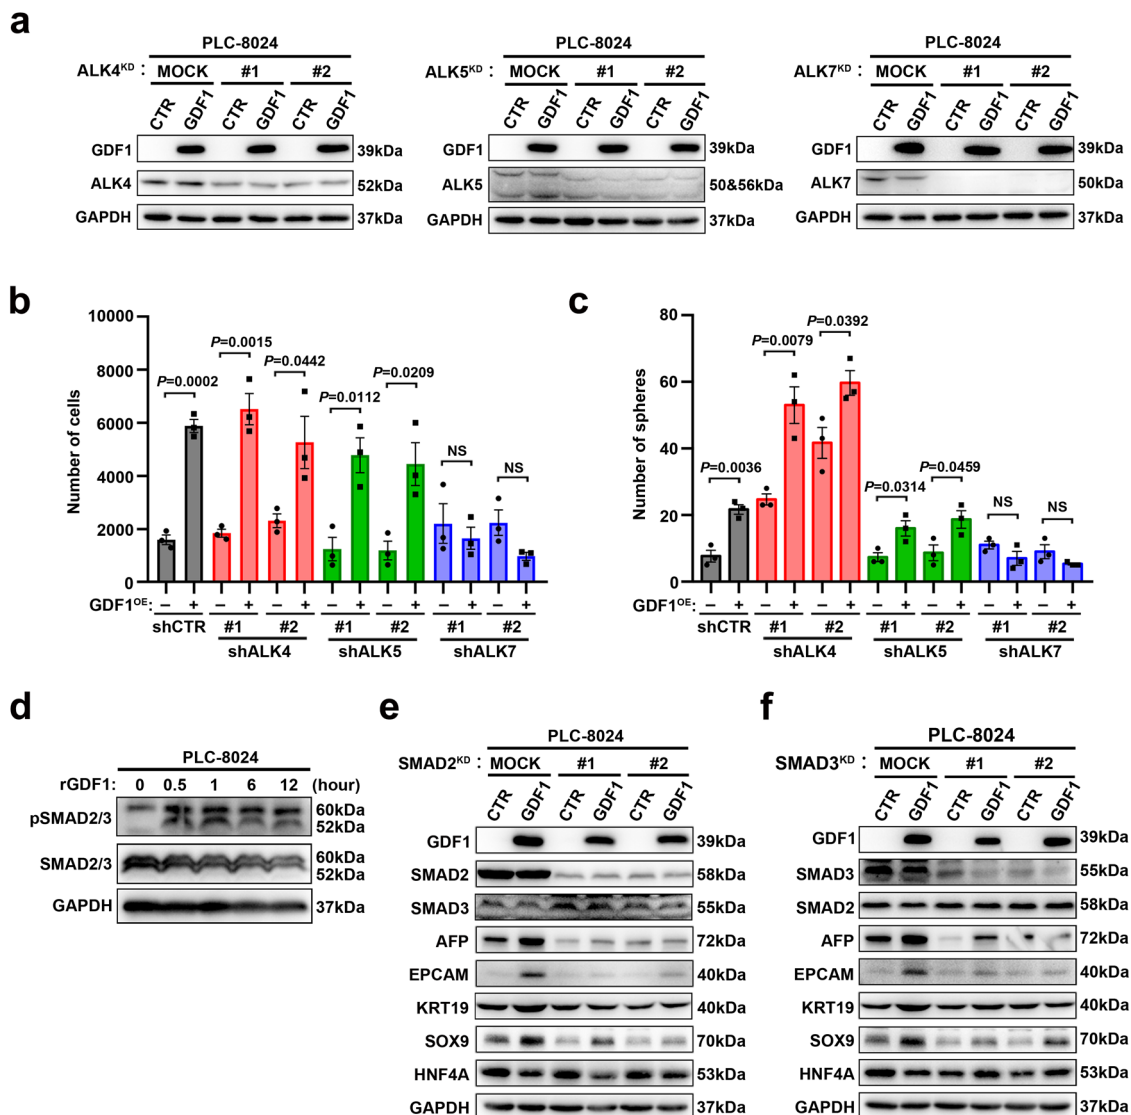 a
PLC-8024
ALK4KD : MOCK #1 #2
CTR GDF1 CTR GDF1 CTR GDF1
GDF1 39kDa
ALK4 52kDa
GAPDH 37kDa
PLC-8024
ALK5KD : MOCK #1 #2
CTR GDF1 CTR GDF1 CTR GDF1
GDF1 39kDa
ALK5 50&56kDa
GAPDH 37kDa
PLC-8024
ALK7KD : MOCK #1 #2
CTR GDF1 CTR GDF1 CTR GDF1
GDF1 39kDa
ALK7 50kDa
GAPDH 37kDa
b
Number of cells
10000
8000
6000
4000
2000
0
P=0.0002
P=0.0015
P=0.0442
P=0.0112
P=0.0209
NS
NS
GDF1OE: – + – + – + – + – + – + – +
shCTR #1 #2 #1 #2 #1 #2
shALK4 shALK5 shALK7
c
Number of spheres
80
60
40
20
0
P=0.0036
P=0.0079
P=0.0392
P=0.0314
P=0.0459
NS
NS
GDF1OE: – + – + – + – + – + – + – +
shCTR #1 #2 #1 #2 #1 #2
shALK4 shALK5 shALK7
d
PLC-8024
rGDF1: 0 0.5 1 6 12 (hour)
pSMAD2/3 60kDa
52kDa
SMAD2/3 60kDa
52kDa
GAPDH 37kDa
e
PLC-8024
SMAD2KD : MOCK #1 #2
CTR GDF1 CTR GDF1 CTR GDF1
GDF1 39kDa
SMAD2 58kDa
SMAD3 55kDa
AFP 72kDa
EPCAM 40kDa
KRT19 40kDa
SOX9 70kDa
HNF4A 53kDa
GAPDH 37kDa
f
PLC-8024
SMAD3KD : MOCK #1 #2
CTR GDF1 CTR GDF1 CTR GDF1
GDF1 39kDa
SMAD3 55kDa
SMAD2 58kDa
AFP 72kDa
EPCAM 40kDa
KRT19 40kDa
SOX9 70kDa
HNF4A 53kDa
GAPDH 37kDa